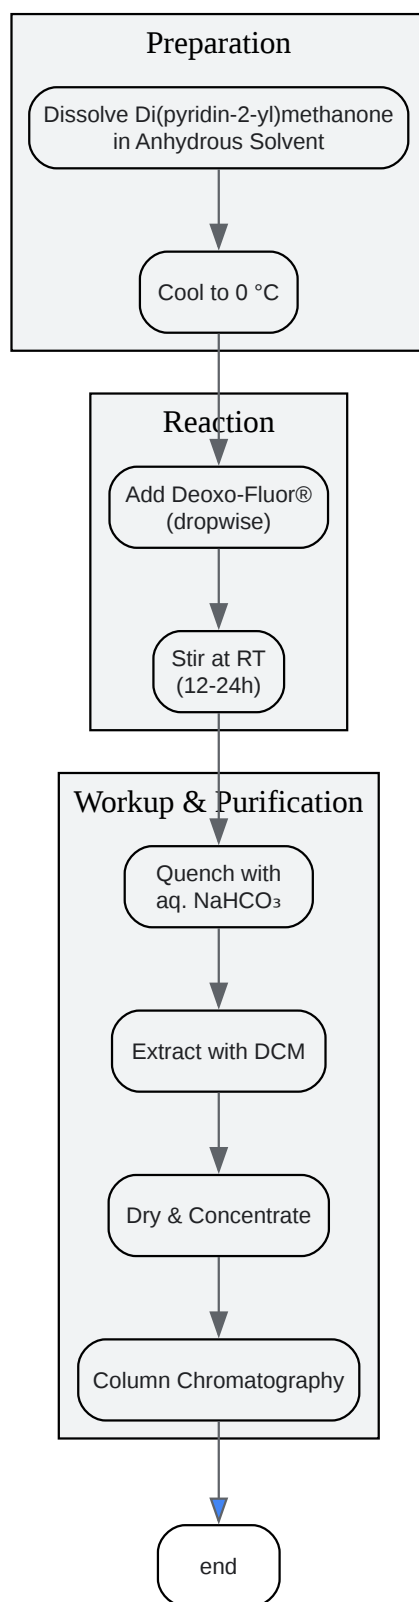 Preparation
Dissolve Di(pyridin-2-yl)methanone
in Anhydrous Solvent
Cool to 0 °C
Reaction
Add Deoxo-Fluor®
(dropwise)
Stir at RT
(12-24h)
Workup & Purification
Quench with
aq. NaHCO₃
Extract with DCM
Dry & Concentrate
Column Chromatography
end